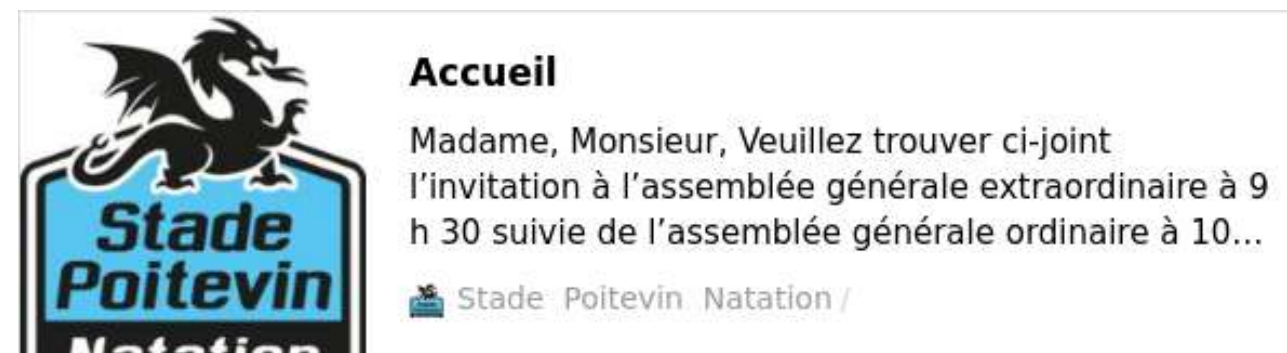 Accueil
Madame, Monsieur, Veuillez trouver ci-joint
l’invitation à l’assemblée générale extraordinaire à 9
h 30 suivie de l’assemblée générale ordinaire à 10...
Stade Poitevin Natation /
Stade
Poitevin
Natation